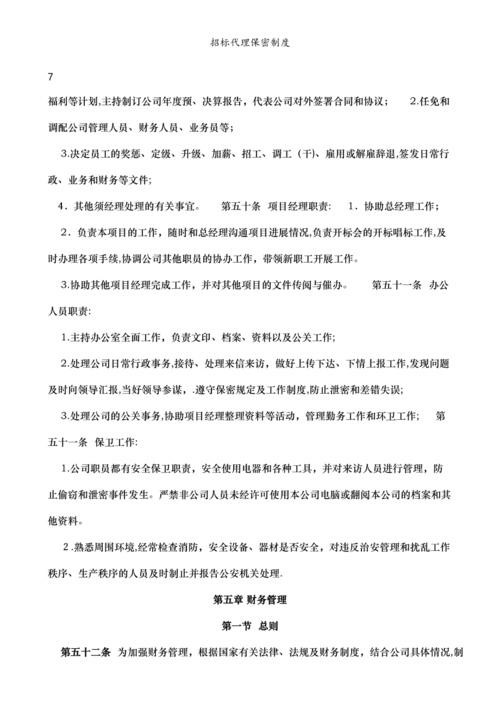 招标代理保密制度
7
福利等计划,主持制订公司年度预、决算报告，代表公司对外签署合同和协议； 2.任免和
调配公司管理人员、财务人员、业务员等；
3.决定员工的奖惩、定级、升级、加薪、招工、调工（干)、雇用或解雇辞退,签发日常行
政、业务和财务等文件;
4．其他须经理处理的有关事宜。 第五十条 项目经理职责: 1．协助总经理工作；
2．负责本项目的工作，随时和总经理沟通项目进展情况,负责开标会的开标唱标工作,及
时办理各项手续,协调公司其他职员的协办工作，带领新职工开展工作。
3.协助其他项目经理完成工作，并对其他项目的文件传阅与催办。 第五十一条 办公
人员职责:
1.主持办公室全面工作，负责文印、档案、资料以及公关工作;
2.处理公司日常行政事务,接待、处理来信来访，做好上传下达、下情上报工作,发现问题
及时向领导汇报,当好领导参谋，.遵守保密规定及工作制度,防止泄密和差错失误;
3.处理公司的公关事务,协助项目经理整理资料等活动，管理勤务工作和环卫工作; 第
五十一条 保卫工作:
1.公司职员都有安全保卫职责，安全使用电器和各种工具，并对来访人员进行管理，防
止偷窃和泄密事件发生。严禁非公司人员未经许可使用本公司电脑或翻阅本公司的档案和其
他资料。
２.熟悉周围环境,经常检查消防，安全设备、器材是否安全，对违反治安管理和扰乱工作
秩序、生产秩序的人员及时制止并报告公安机关处理.
第五章 财务管理
第一节 总则
第五十二条 为加强财务管理，根据国家有关法律、法规及财务制度，结合公司具体情况,制